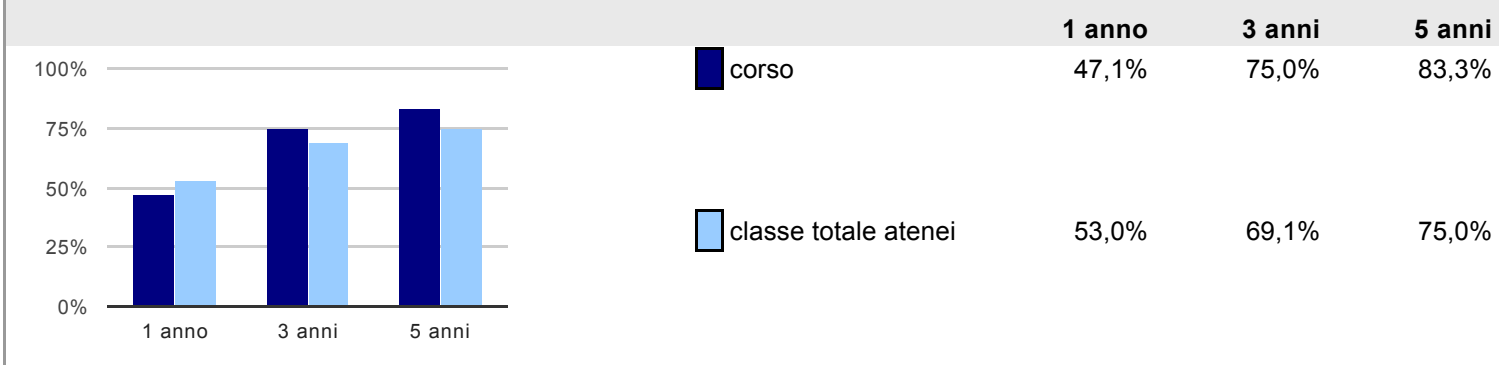 1 anno 3 anni 5 anni
100%
75%
50%
25%
0%
1 anno 3 anni 5 anni
corso 47,1% 75,0% 83,3%
classe totale atenei 53,0% 69,1% 75,0%